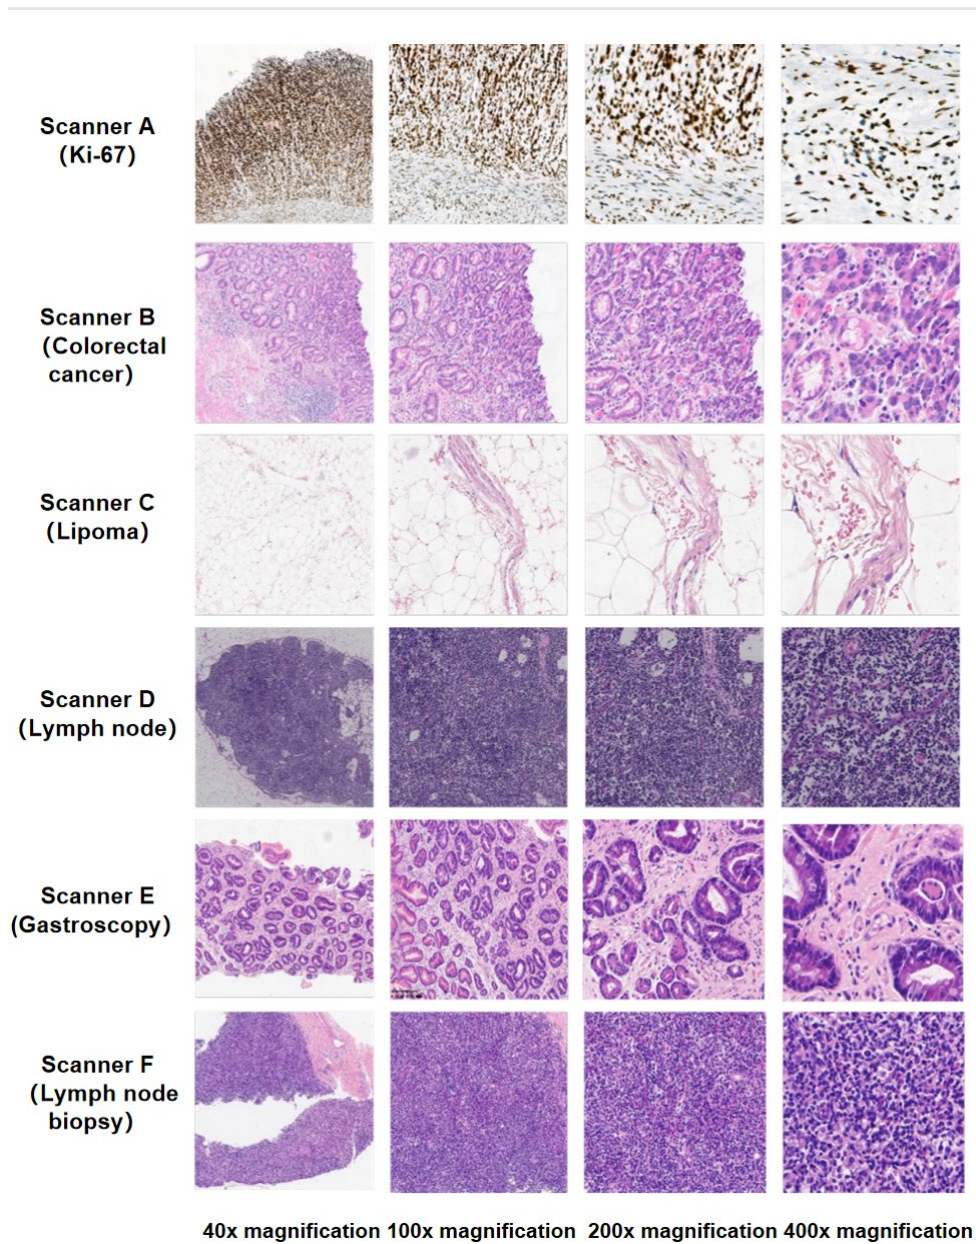 Scanner A
（Ki-67)
Scanner B
（Colorectal
cancer)
Scanner C
(Lipoma)
Scanner D
(Lymph node)
Scanner E
(Gastroscopy)
Scanner F
（Lymph node
biopsy)
40x magnification 100x magnification 200x magnification 400x magnification